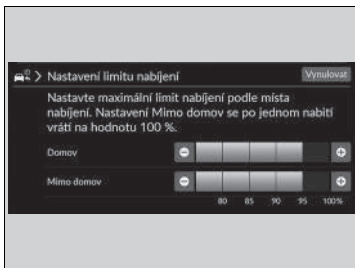 Nastavení limitu nabíjení
Vynulovat
Nastavte maximální limit nabíjení podle místa
nabíjení. Nastavení Mimo domov se po jednom nabití
vrátí na hodnotu 100 %.
Domov
Mimo domov
80 85 90 95 100%